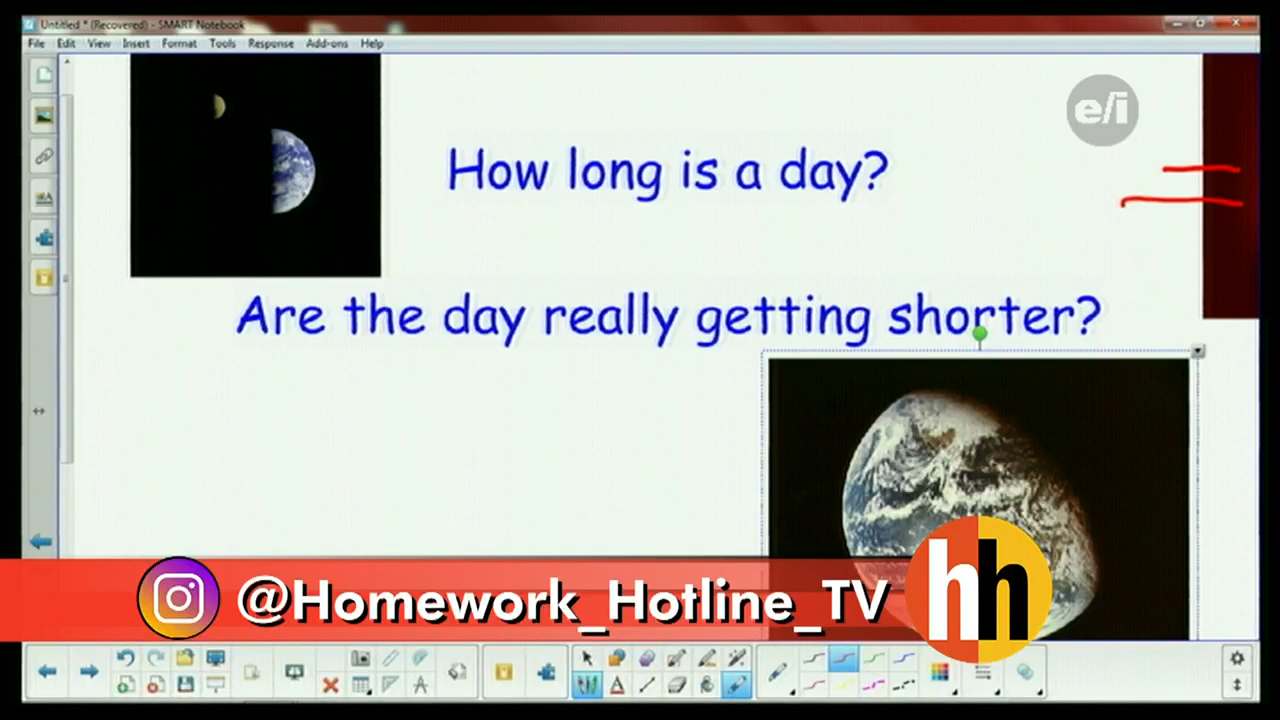 Untitled * (Recovered) - SMART Notebook
File Edit View Insert Format Tools Response Add-ons Help
e/i
How long is a day?
Are the day really getting shorter?
@Homework_Hotline_TV
hh